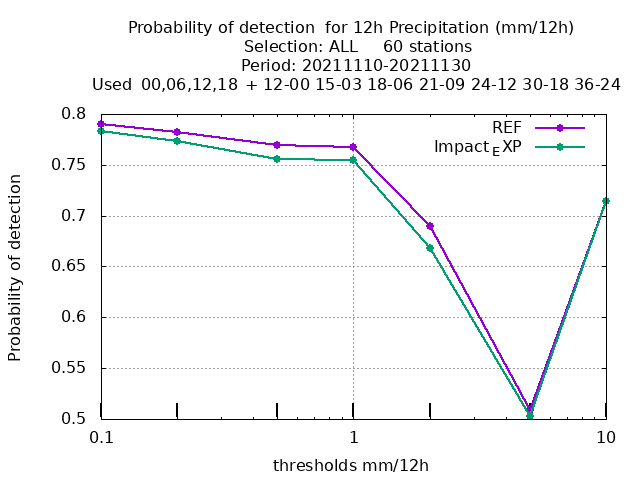 Probability of detection  for 12h Precipitation (mm/12h)
Selection: ALL     60 stations
Period: 20211110-20211130
Used  00,06,12,18  + 12-00 15-03 18-06 21-09 24-12 30-18 36-24
REF
Impact_EXP
0.8
0.75
0.7
0.65
0.6
0.55
0.5
Probability of detection
0.1
1
10
thresholds mm/12h